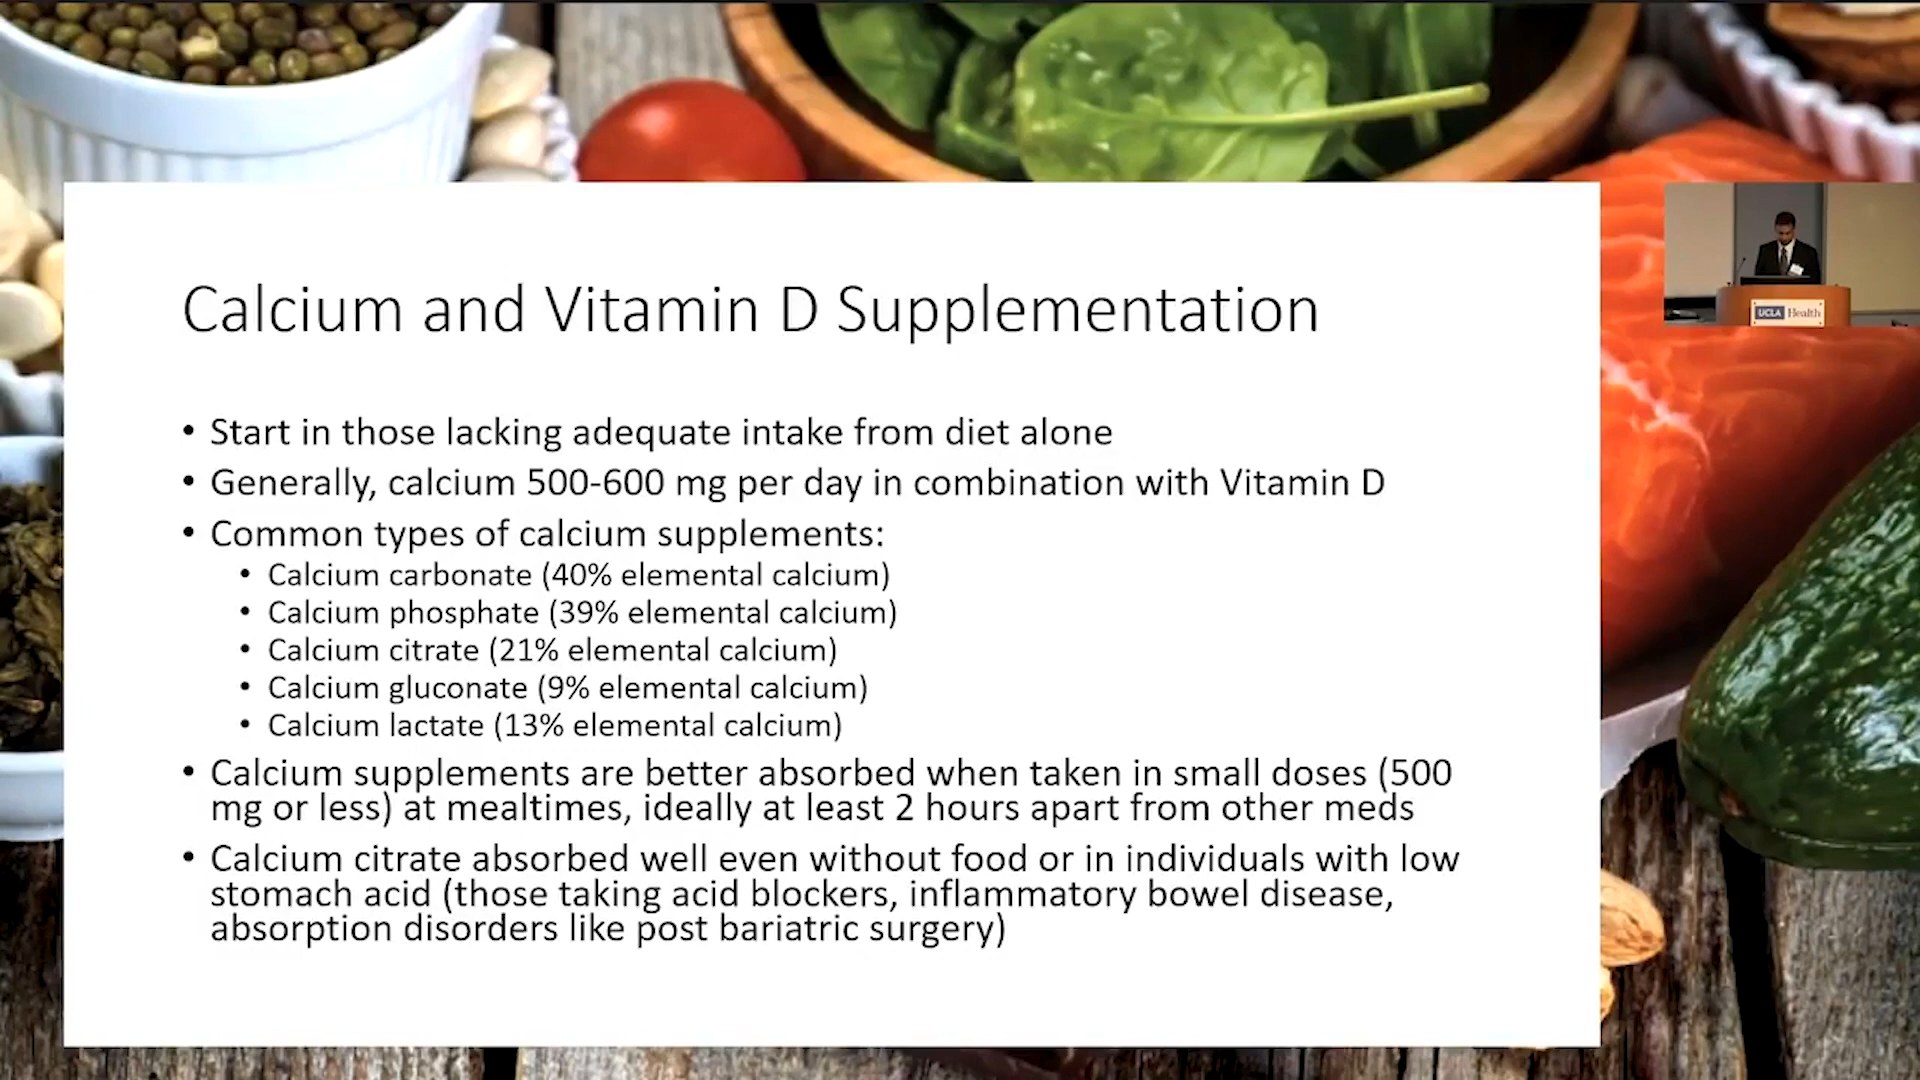 Calcium and Vitamin D Supplementation
• Start in those lacking adequate intake from diet alone
• Generally, calcium 500-600 mg per day in combination with Vitamin D
• Common types of calcium supplements:
• Calcium carbonate (40% elemental calcium)
• Calcium phosphate (39% elemental calcium)
• Calcium citrate (21% elemental calcium)
• Calcium gluconate (9% elemental calcium)
• Calcium lactate (13% elemental calcium)
• Calcium supplements are better absorbed when taken in small doses (500
mg or less) at mealtimes, ideally at least 2 hours apart from other meds
• Calcium citrate absorbed well even without food or in individuals with low
stomach acid (those taking acid blockers, inflammatory bowel disease,
absorption disorders like post bariatric surgery)
UCLA Health